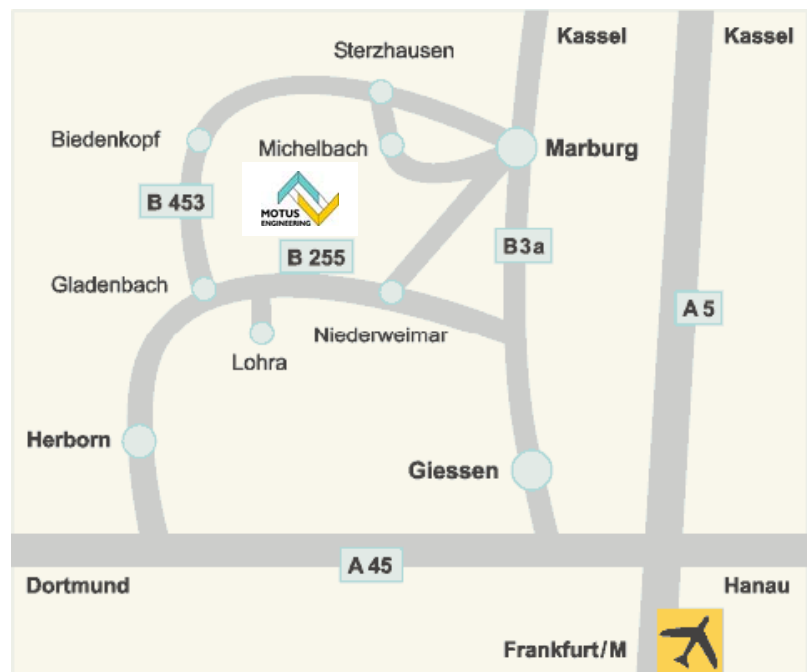 Kassel
Kassel
Sterzhausen
Biedenkopf
Michelbach
Marburg
B 453
MOTUS
ENGINEERING
B 255
B3a
Gladenbach
A 5
Niederweimar
Lohra
Herborn
Giessen
A 45
Dortmund
Hanau
Frankfurt/M